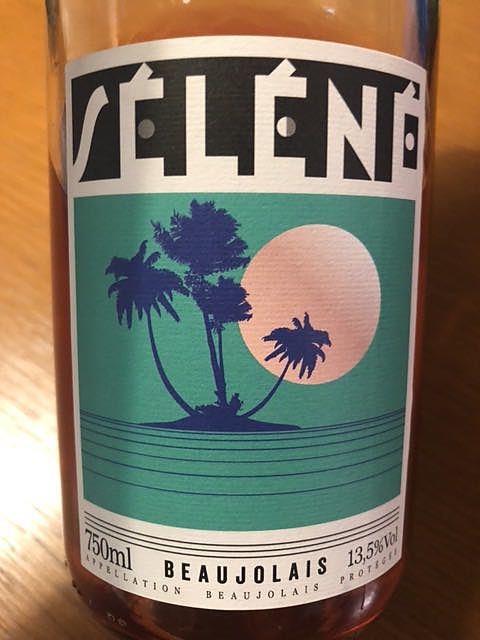 SÉLÉNÉ
750ml BEAUJOLAIS 13,5%Vol
APPELLATION BEAUJOLAIS PROTÉGÉE